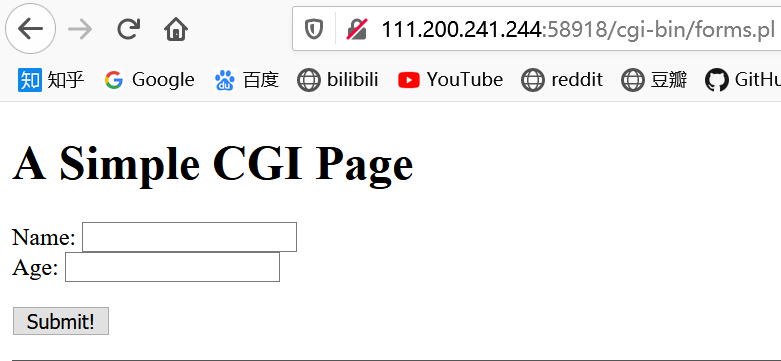 111.200.241.244:58918/cgi-bin/forms.pl
知 知乎 G Google 百度 bilibili YouTube reddit 豆瓣
A Simple CGI Page
Name:
Age:
Submit!